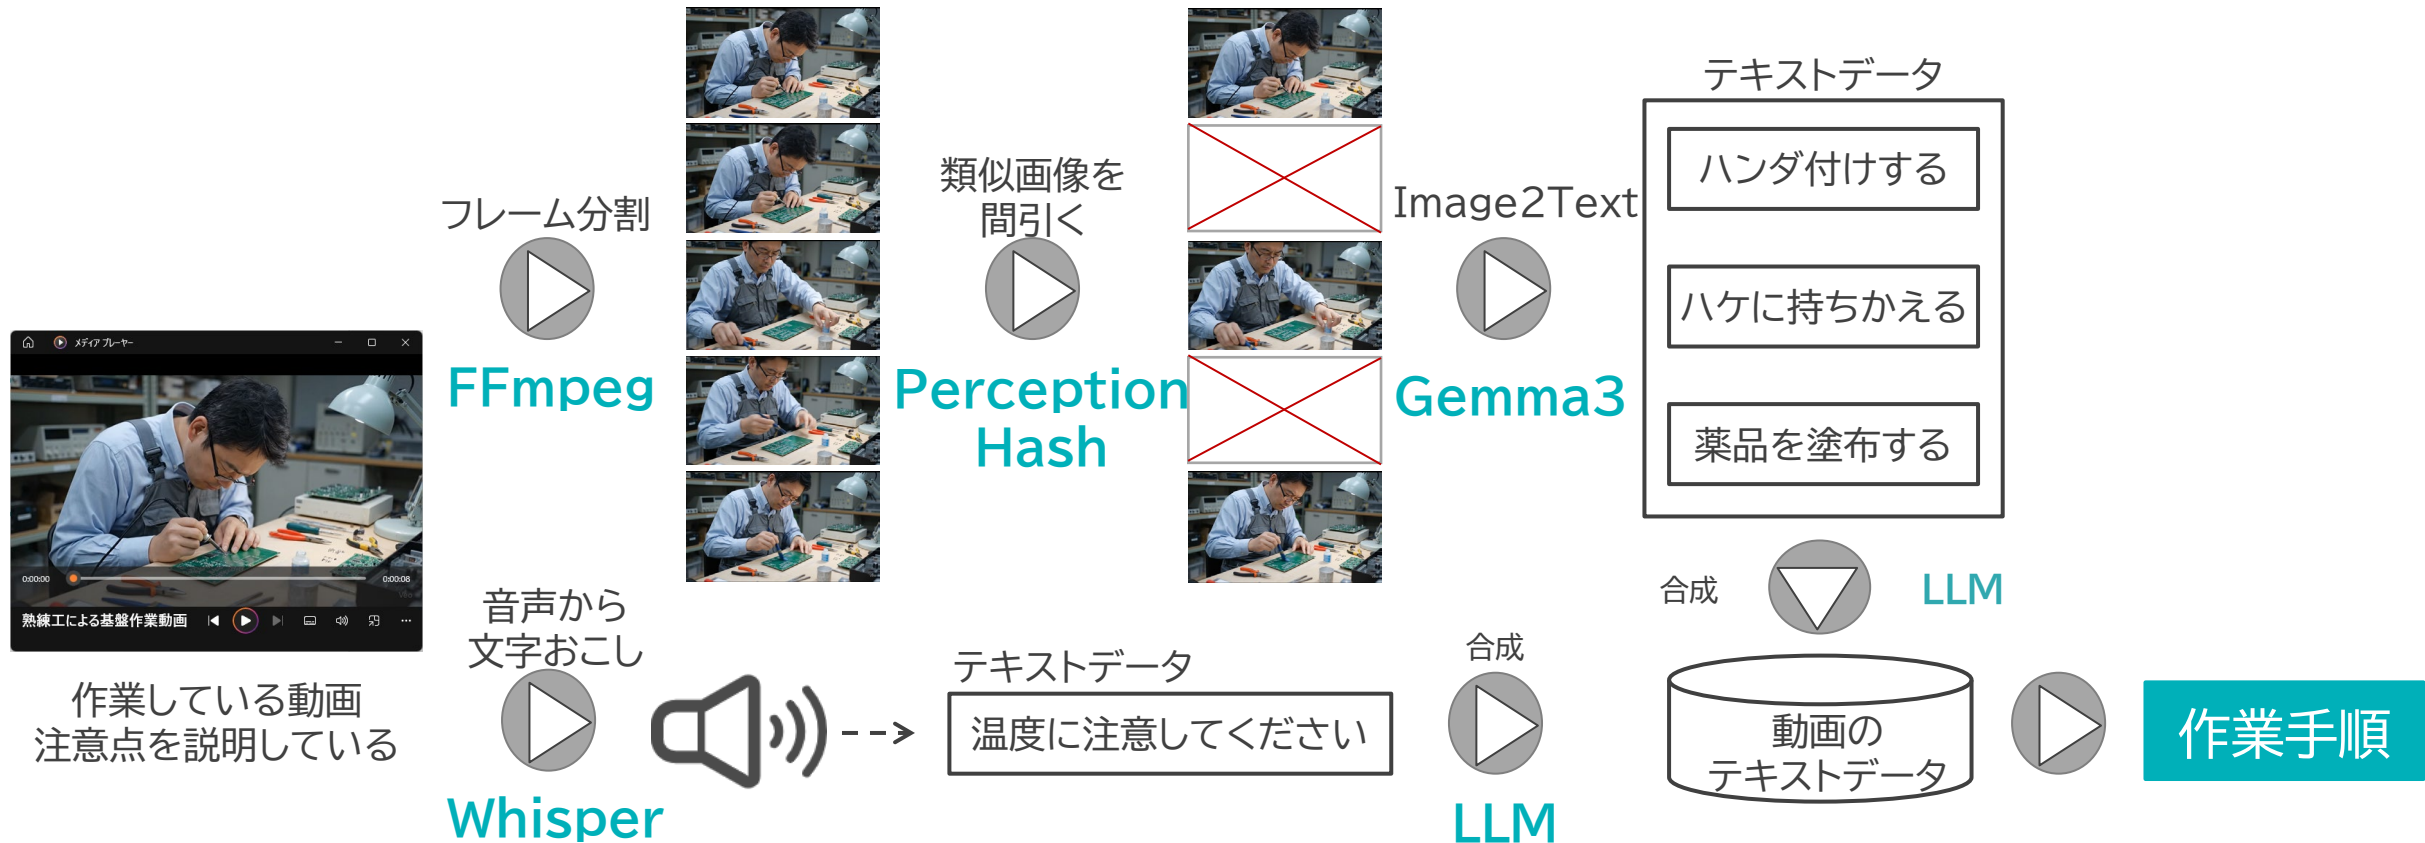 メディア プレーヤー
0:00:00
0:00:08
熟練工による基盤作業動画
作業している動画
注意点を説明している
フレーム分割
FFmpeg
類似画像を
間引く
Perception
Hash
Image2Text
Gemma3
テキストデータ
ハンダ付けする
ハケに持ちかえる
薬品を塗布する
合成
LLM
音声から
文字おこし
Whisper
テキストデータ
温度に注意してください
合成
LLM
動画の
テキストデータ
作業手順